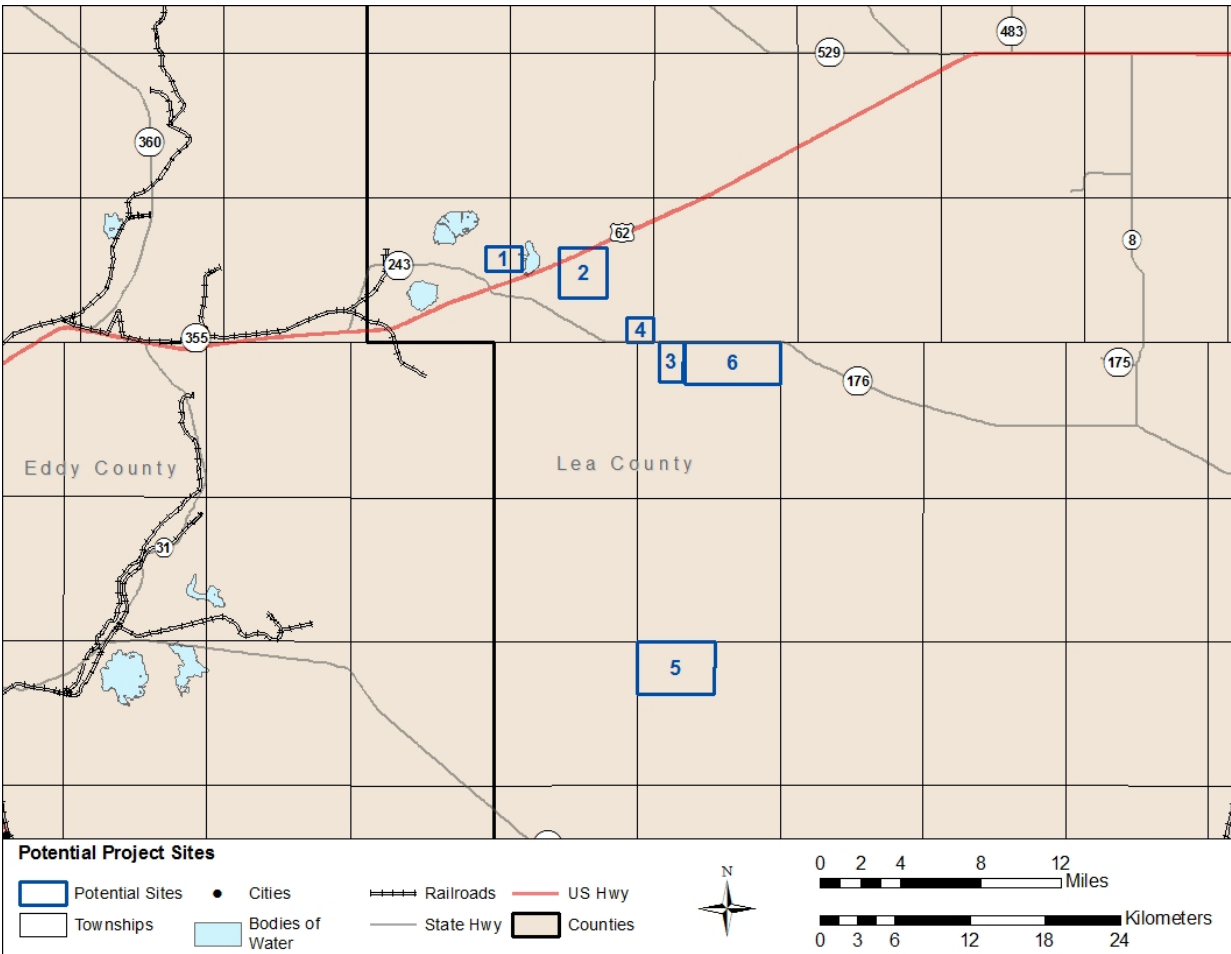 483
529
360
62
8
1
2
243
4
355
3
6
175
176
Eddy County
Lea County
31
5
Potential Project Sites
Potential Sites
Cities
Railroads
US Hwy
Townships
Bodies of
Water
State Hwy
Counties
N
0 2 4 8 12
Miles
Kilometers
0 3 6 12 18 24